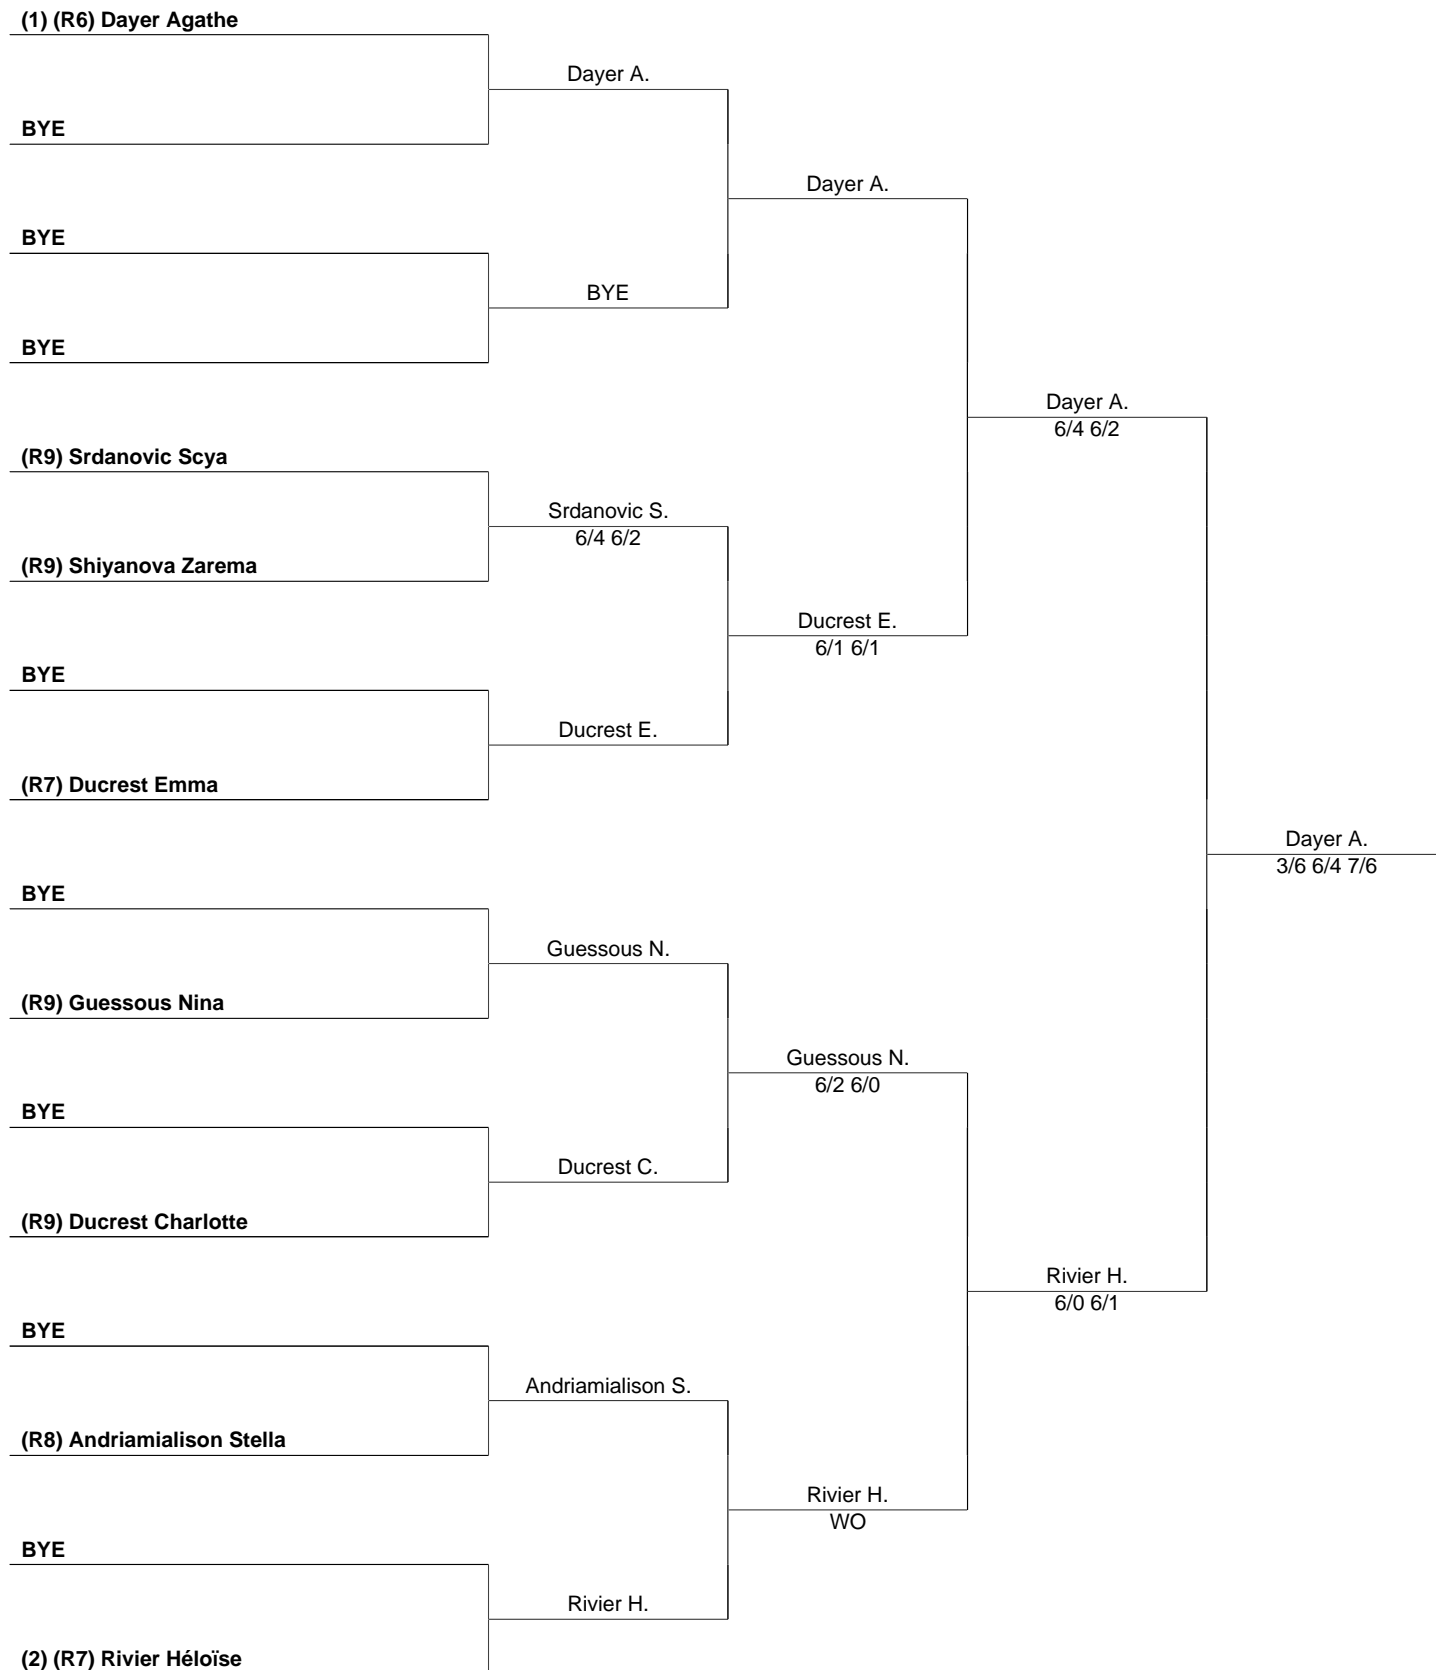 (1) (R6) Dayer Agathe
Dayer A.
BYE
Dayer A.
BYE
BYE
BYE
Dayer A.
6/4 6/2
(R9) Srdanovic Scya
Srdanovic S.
6/4 6/2
(R9) Shiyanova Zarema
Ducrest E.
6/1 6/1
BYE
Ducrest E.
(R7) Ducrest Emma
Dayer A.
3/6 6/4 7/6
BYE
Guessous N.
(R9) Guessous Nina
Guessous N.
6/2 6/0
BYE
Ducrest C.
(R9) Ducrest Charlotte
Rivier H.
6/0 6/1
BYE
Andriamialison S.
(R8) Andriamialison Stella
Rivier H.
WO
BYE
Rivier H.
(2) (R7) Rivier Héloïse